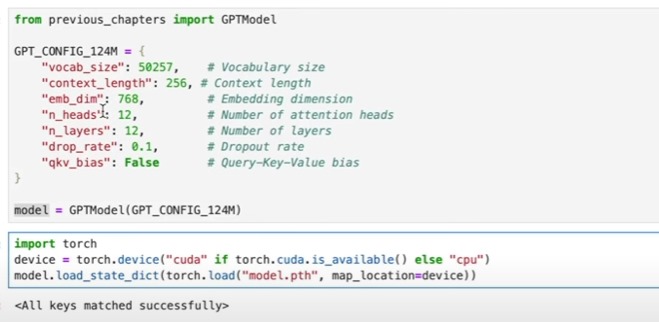 from previous_chapters import GPTModel
GPT_CONFIG_124M = {
    "vocab_size": 50257,    # Vocabulary size
    "context_length": 256, # Context length
    "emb_dim": 768,         # Embedding dimension
    "n_heads": 12,          # Number of attention heads
    "n_layers": 12,         # Number of layers
    "drop_rate": 0.1,       # Dropout rate
    "qkv_bias": False       # Query-Key-Value bias
}
model = GPTModel(GPT_CONFIG_124M)
import torch
device = torch.device("cuda" if torch.cuda.is_available() else "cpu")
model.load_state_dict(torch.load("model.pth", map_location=device))
<All keys matched successfully>